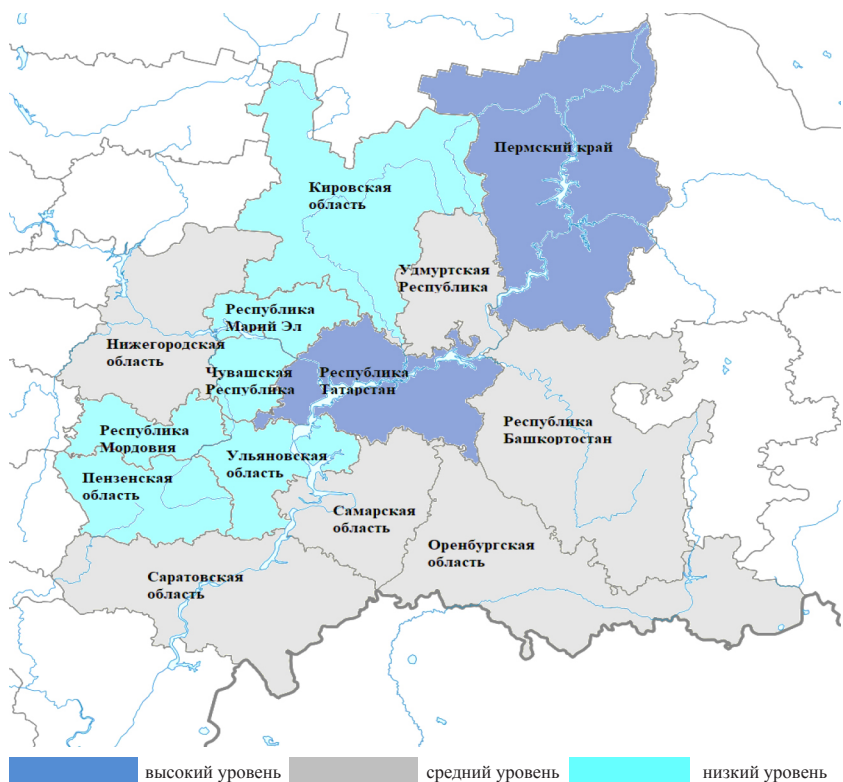 Пермский край
Кировская
область
Удмуртская
Республика
Республика
Марий Эл
Нижегородская
область
Чувашская
Республика
Республика
Татарстан
Республика
Башкортостан
Республика
Мордовия
Ульяновская
область
Пензенская
область
Самарская
область
Оренбургская
область
Саратовская
область
высокий уровень
средний уровень
низкий уровень